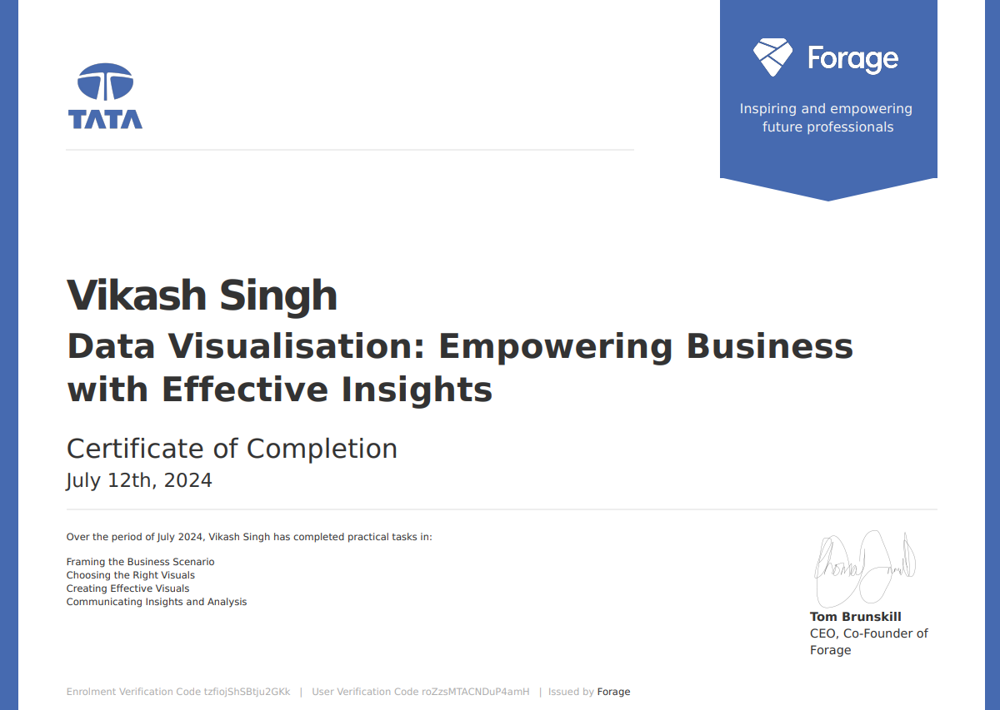 TATA
Forage
Inspiring and empowering
future professionals
Vikash Singh
Data Visualisation: Empowering Business
with Effective Insights
Certificate of Completion
July 12th, 2024
Over the period of July 2024, Vikash Singh has completed practical tasks in:
Framing the Business Scenario
Choosing the Right Visuals
Creating Effective Visuals
Communicating Insights and Analysis
Tom Brunskill
CEO, Co-Founder of
Forage
Enrolment Verification Code tzfiojShSBtju2GKk | User Verification Code roZzsMTACNDuP4amH | Issued by Forage